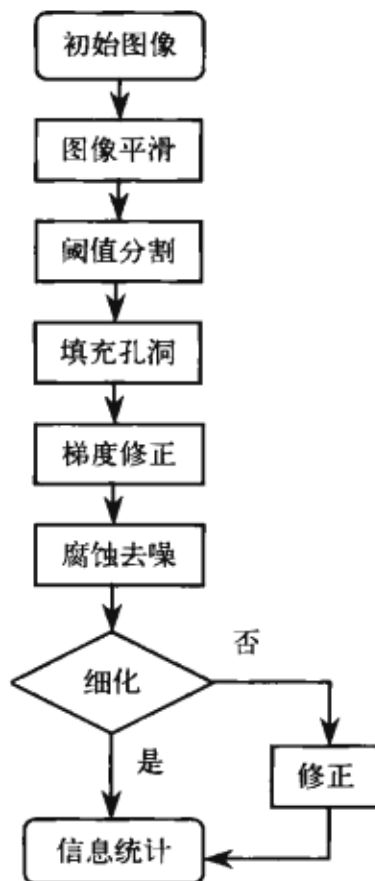 初始图像
图像平滑
阈值分割
填充孔洞
梯度修正
腐蚀去噪
细化
否
是
修正
信息统计